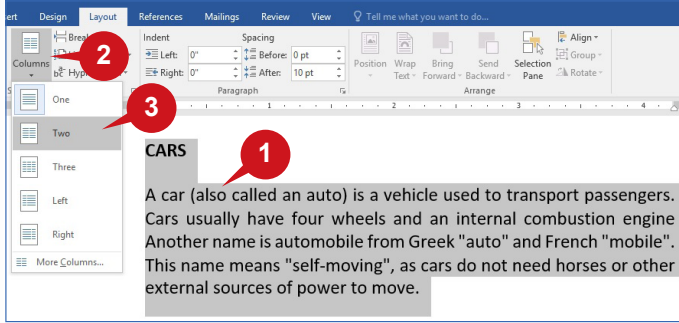 ert Design Layout References Mailings Review View Tell me what you want to do...
Columns
2
Indent
Left: 0"
Right: 0"
Spacing
Before: 0 pt
After: 10 pt
Paragraph
Position
Wrap Text
Bring Forward
Send Backward
Selection Pane
Align
Group
Rotate
Arrange
One
Two
Three
Left
Right
More Columns...
3
1 2 3 4
1
CARS
A car (also called an auto) is a vehicle used to transport passengers.
Cars usually have four wheels and an internal combustion engine
Another name is automobile from Greek "auto" and French "mobile".
This name means "self-moving", as cars do not need horses or other
external sources of power to move.